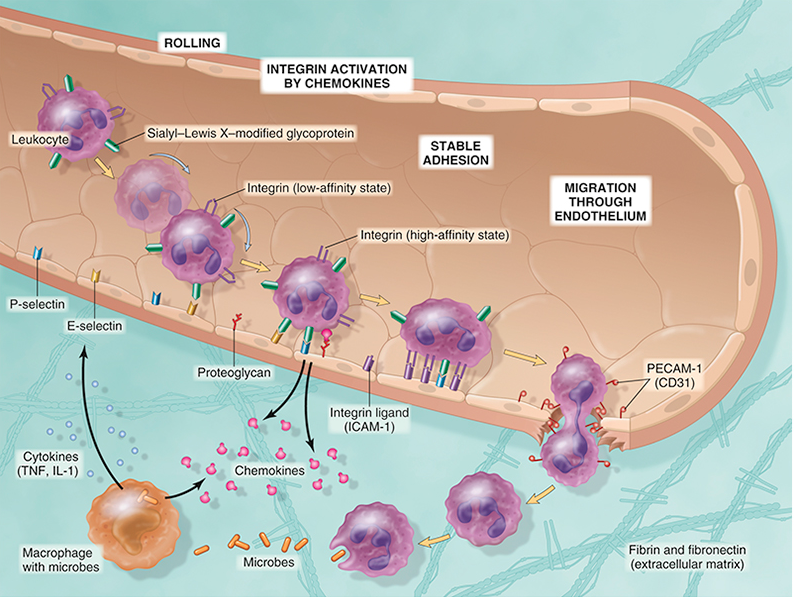 ROLLING
INTEGRIN ACTIVATION
BY CHEMOKINES
STABLE
ADHESION
MIGRATION
THROUGH
ENDOTHELIUM
Leukocyte
Sialyl–Lewis X–modified glycoprotein
Integrin (low-affinity state)
Integrin (high-affinity state)
P-selectin
E-selectin
Proteoglycan
Integrin ligand
(ICAM-1)
PECAM-1
(CD31)
Cytokines
(TNF, IL-1)
Chemokines
Macrophage
with microbes
Microbes
Fibrin and fibronectin
(extracellular matrix)